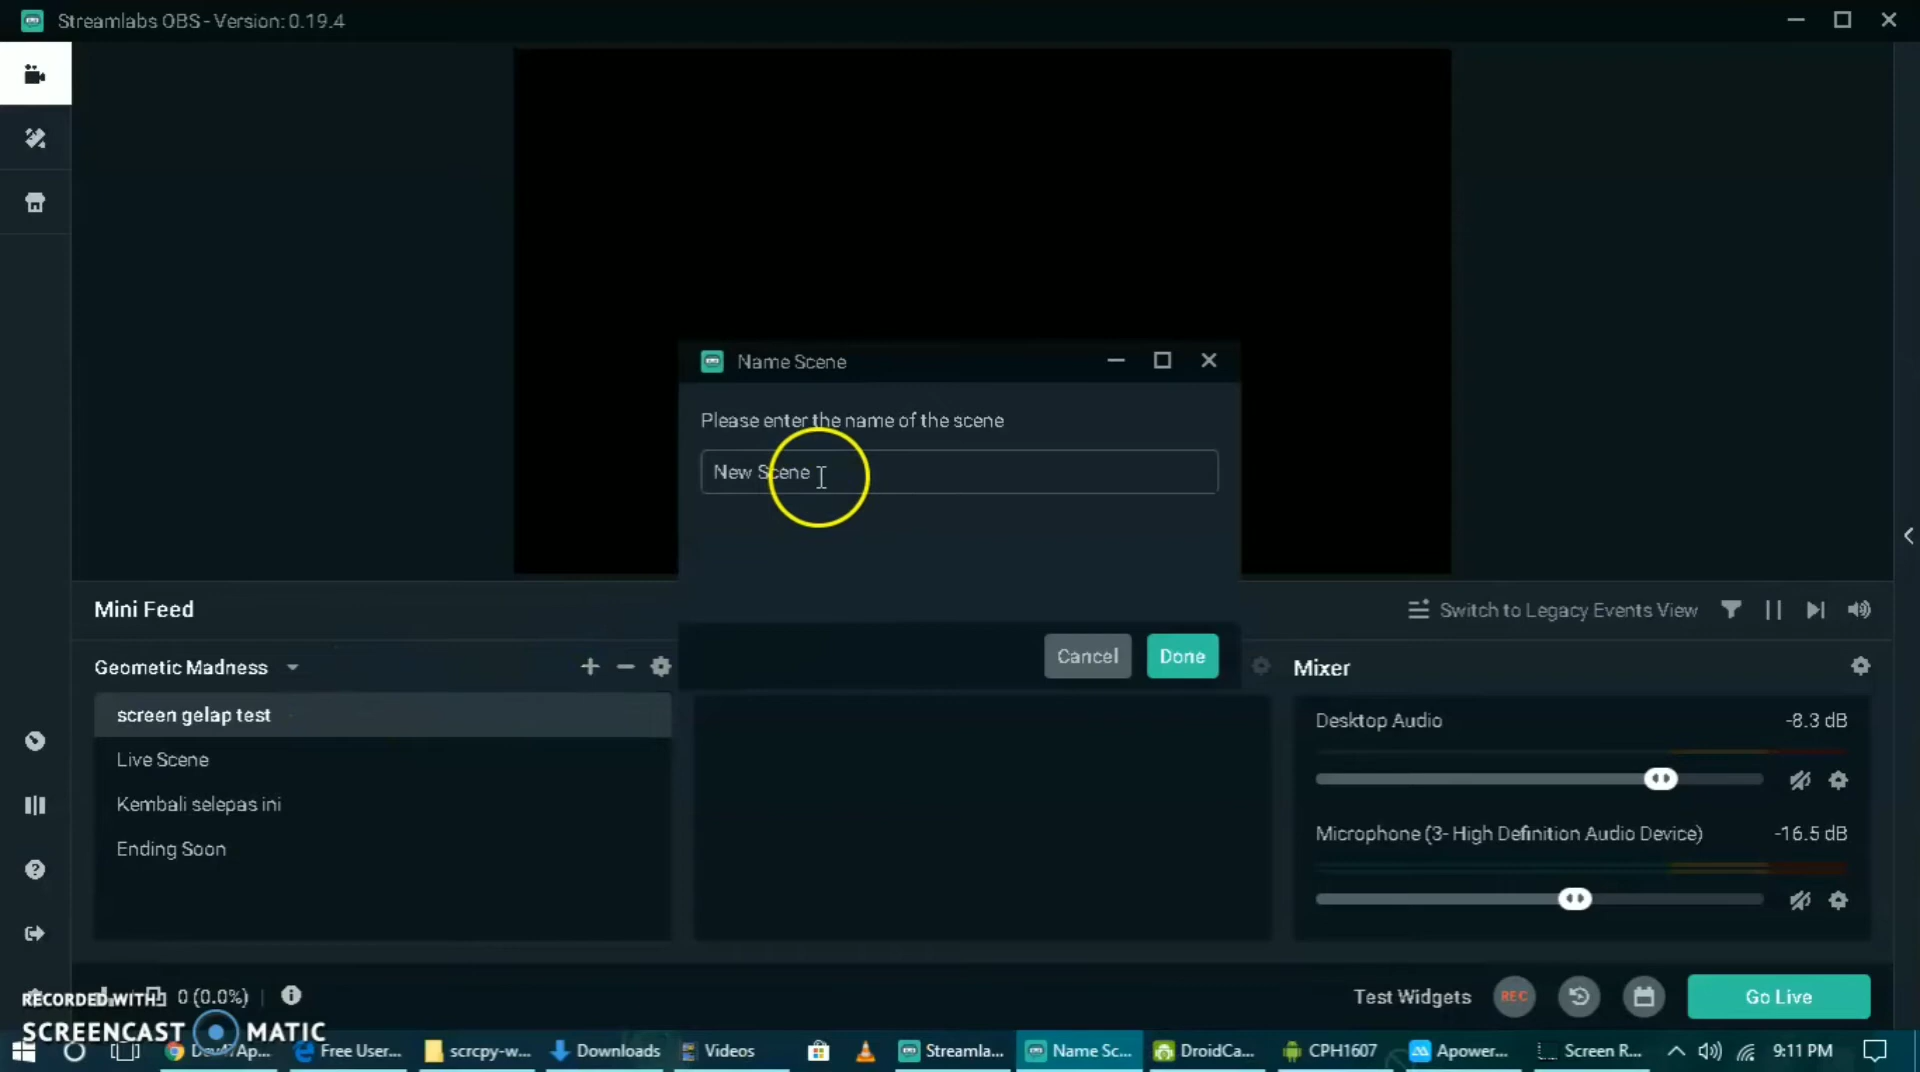 Streamlabs OBS - Version: 0.19.4
Name Scene
Please enter the name of the scene
New Scene
Cancel
Done
Mini Feed
Switch to Legacy Events View
Geometic Madness
screen gelap test
Live Scene
Kembali selepas ini
Ending Soon
Mixer
Desktop Audio
-8.3 dB
Microphone (3- High Definition Audio Device)
-16.5 dB
0 (0.0%)
Test Widgets
REC
Go Live
RECORDED WITH
SCREENCAST MATIC
Free User...
scrcpy-w...
Downloads
Videos
Streamla...
Name Sc...
DroidCa...
CPH1607
Apower...
Screen R...
9:11 PM